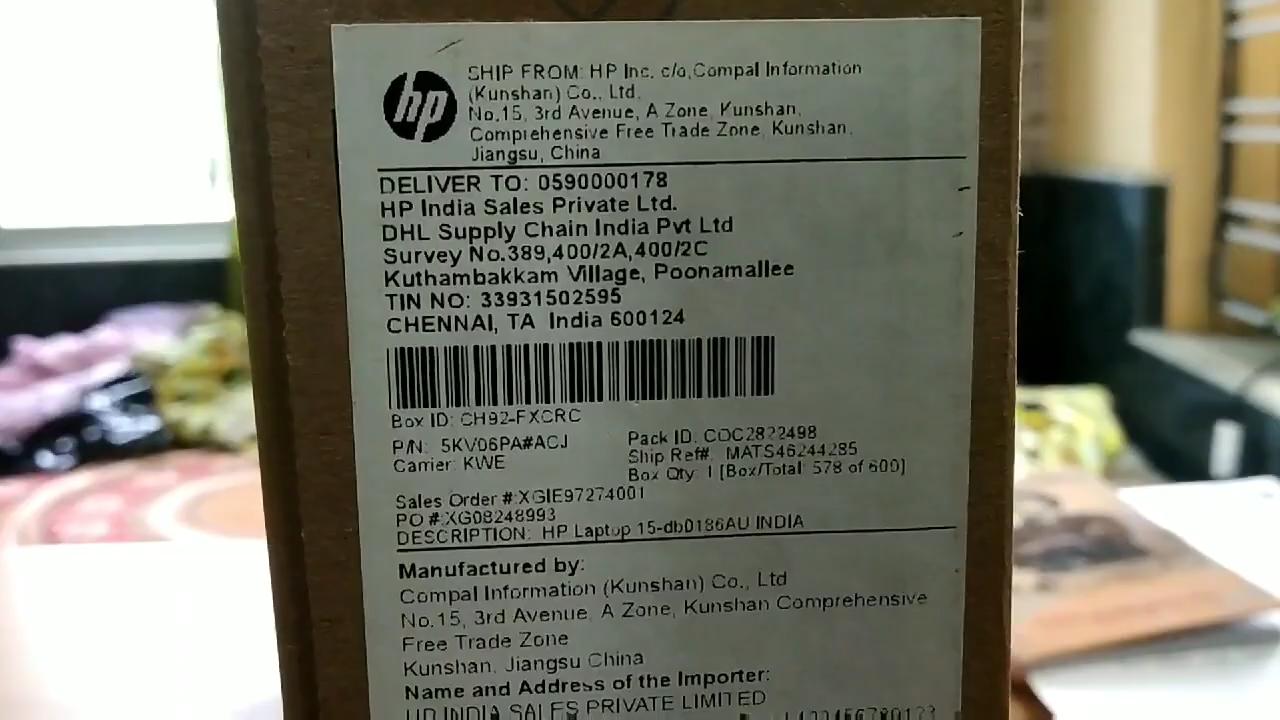 hp
SHIP FROM: HP Inc. c/o,Compal Information
(Kunshan) Co., Ltd.
No.15, 3rd Avenue, A Zone, Kunshan,
Comprehensive Free Trade Zone, Kunshan,
Jiangsu, China
DELIVER TO: 0590000178
HP India Sales Private Ltd.
DHL Supply Chain India Pvt Ltd
Survey No.389,400/2A,400/2C
Kuthambakkam Village, Poonamallee
TIN NO: 33931502595
CHENNAI, TA India 600124
Box ID: CH92-FXCRC
P/N: 5KV06PA#ACJ
Carrier: KWE
Pack ID: COC2822498
Ship Ref#: MATS46244285
Box Qty: 1 [Box/Total: 578 of 600]
Sales Order #:XGIE97274001
PO #:XG08248993
DESCRIPTION: HP Laptop 15-db0186AU INDIA
Manufactured by:
Compal Information (Kunshan) Co., Ltd
No.15, 3rd Avenue, A Zone, Kunshan Comprehensive
Free Trade Zone
Kunshan, Jiangsu China
Name and Address of the Importer:
HP INDIA SALES PRIVATE LIMITED